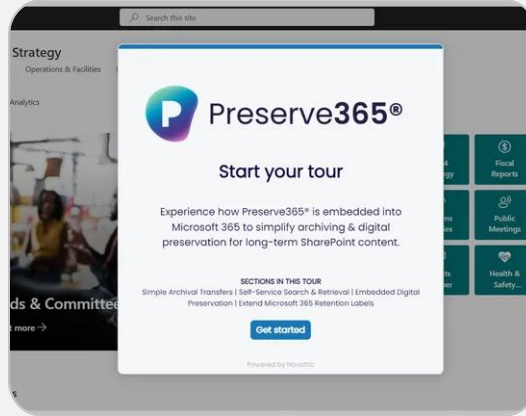 Search this site
Strategy
Operations & Facilities
Analytics
Preserve365®
Start your tour
Experience how Preserve365® is embedded into
Microsoft 365 to simplify archiving & digital
preservation for long-term SharePoint content.
SECTIONS IN THIS TOUR
Simple Archival Transfers | Self-Service Search & Retrieval | Embedded Digital
Preservation | Extend Microsoft 365 Retention Labels
Get started
Powered by Navattic
Fiscal
Reports
Public
Meetings
Health &
Safety...
ds & Committee
more →